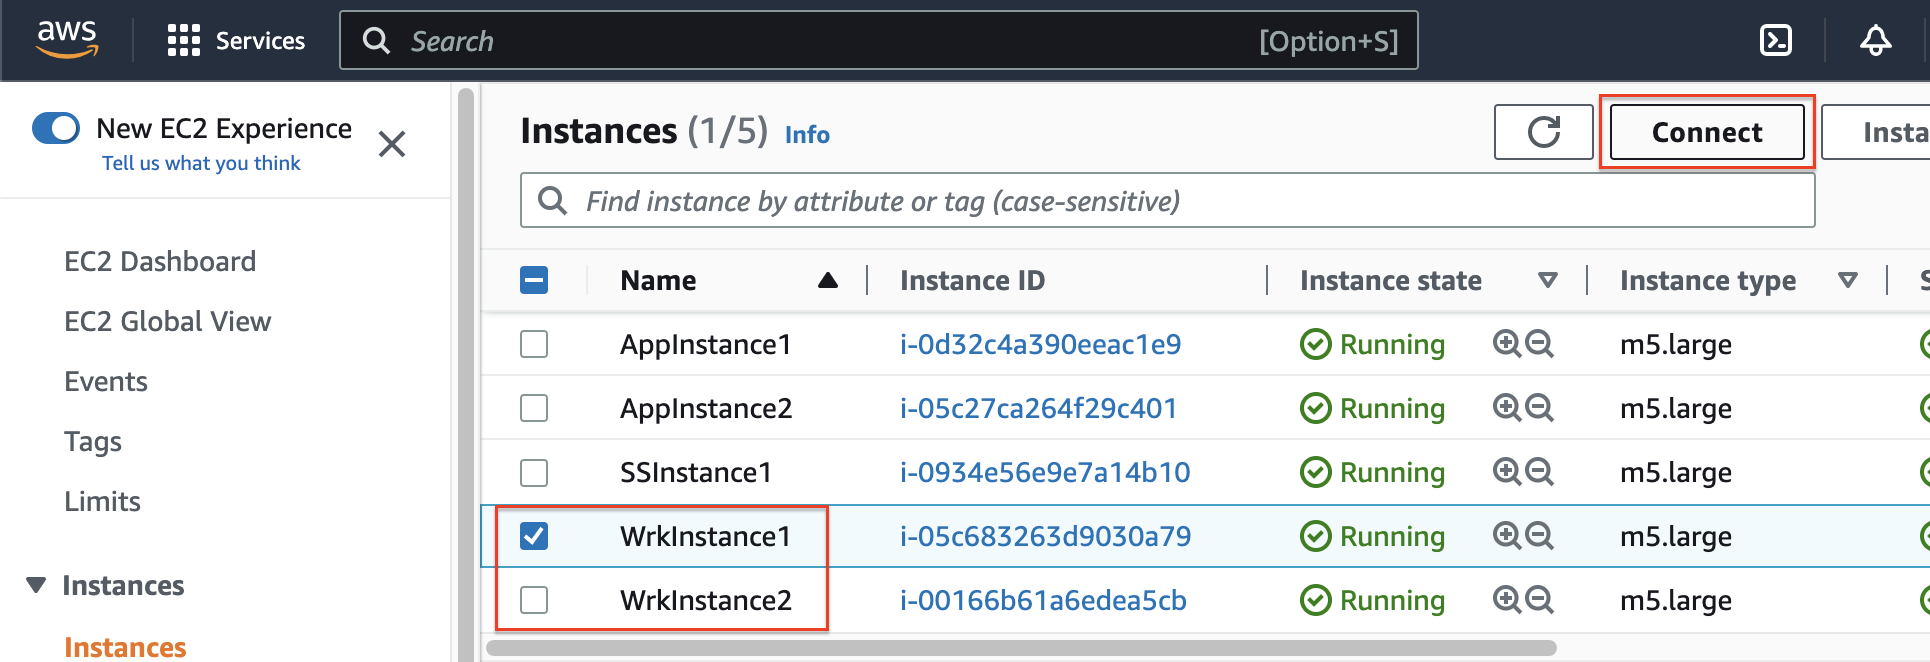 aws
Services
Search
[Option+S]
New EC2 Experience
Tell us what you think
EC2 Dashboard
EC2 Global View
Events
Tags
Limits
Instances
Instances
Instances (1/5) Info
Connect
Insta
Find instance by attribute or tag (case-sensitive)
Name Instance ID Instance state Instance type S
AppInstance1 i-0d32c4a390eeac1e9 Running m5.large
AppInstance2 i-05c27ca264f29c401 Running m5.large
SSInstance1 i-0934e56e9e7a14b10 Running m5.large
WrkInstance1 i-05c683263d9030a79 Running m5.large
WrkInstance2 i-00166b61a6edea5cb Running m5.large